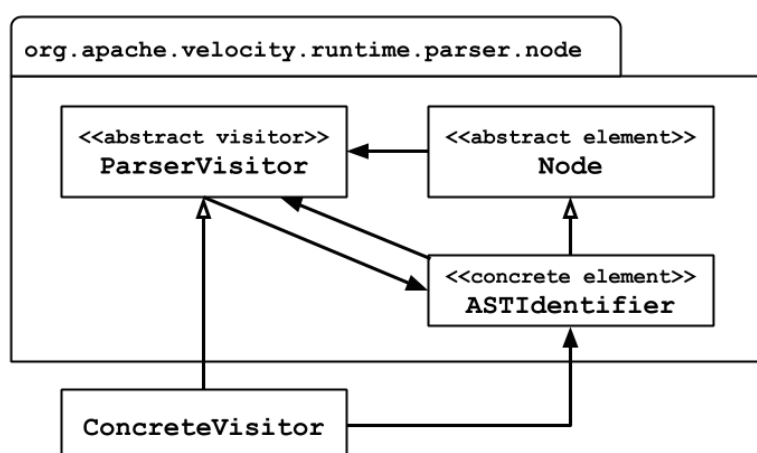 org.apache.velocity.runtime.parser.node
<<abstract visitor>>
ParserVisitor
<<abstract element>>
Node
<<concrete element>>
ASTIdentifier
ConcreteVisitor